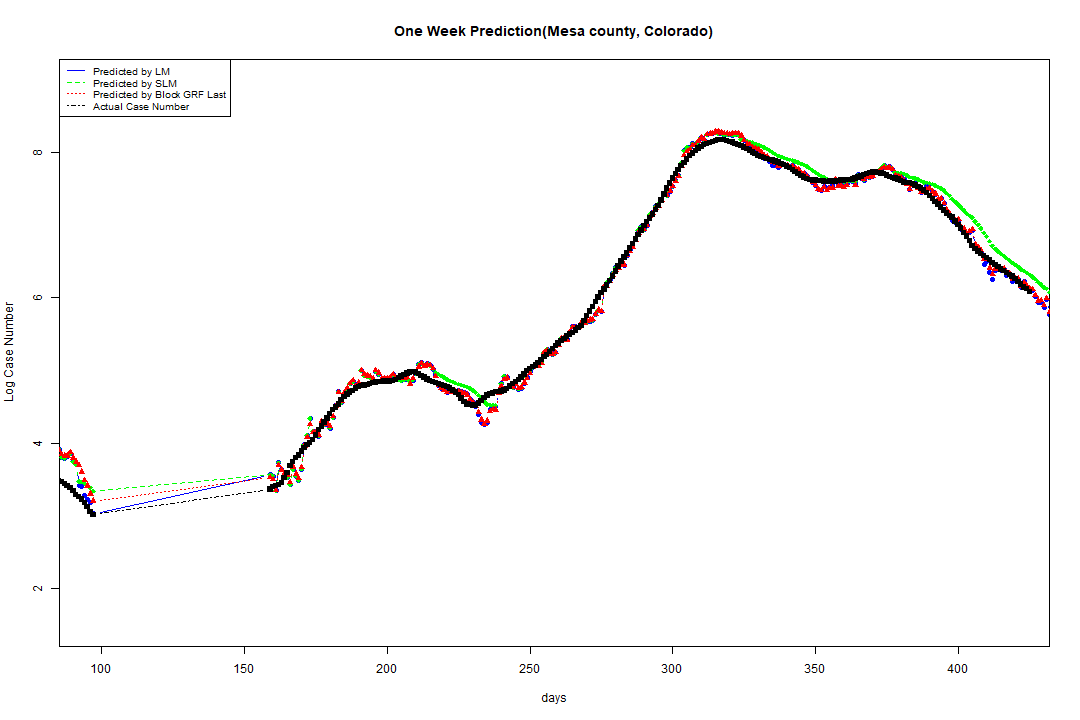 One Week Prediction(Mesa county, Colorado)
Predicted by LM
Predicted by SLM
Predicted by Block GRF Last
Actual Case Number
8
6
4
2
Log Case Number
100 150 200 250 300 350 400
days